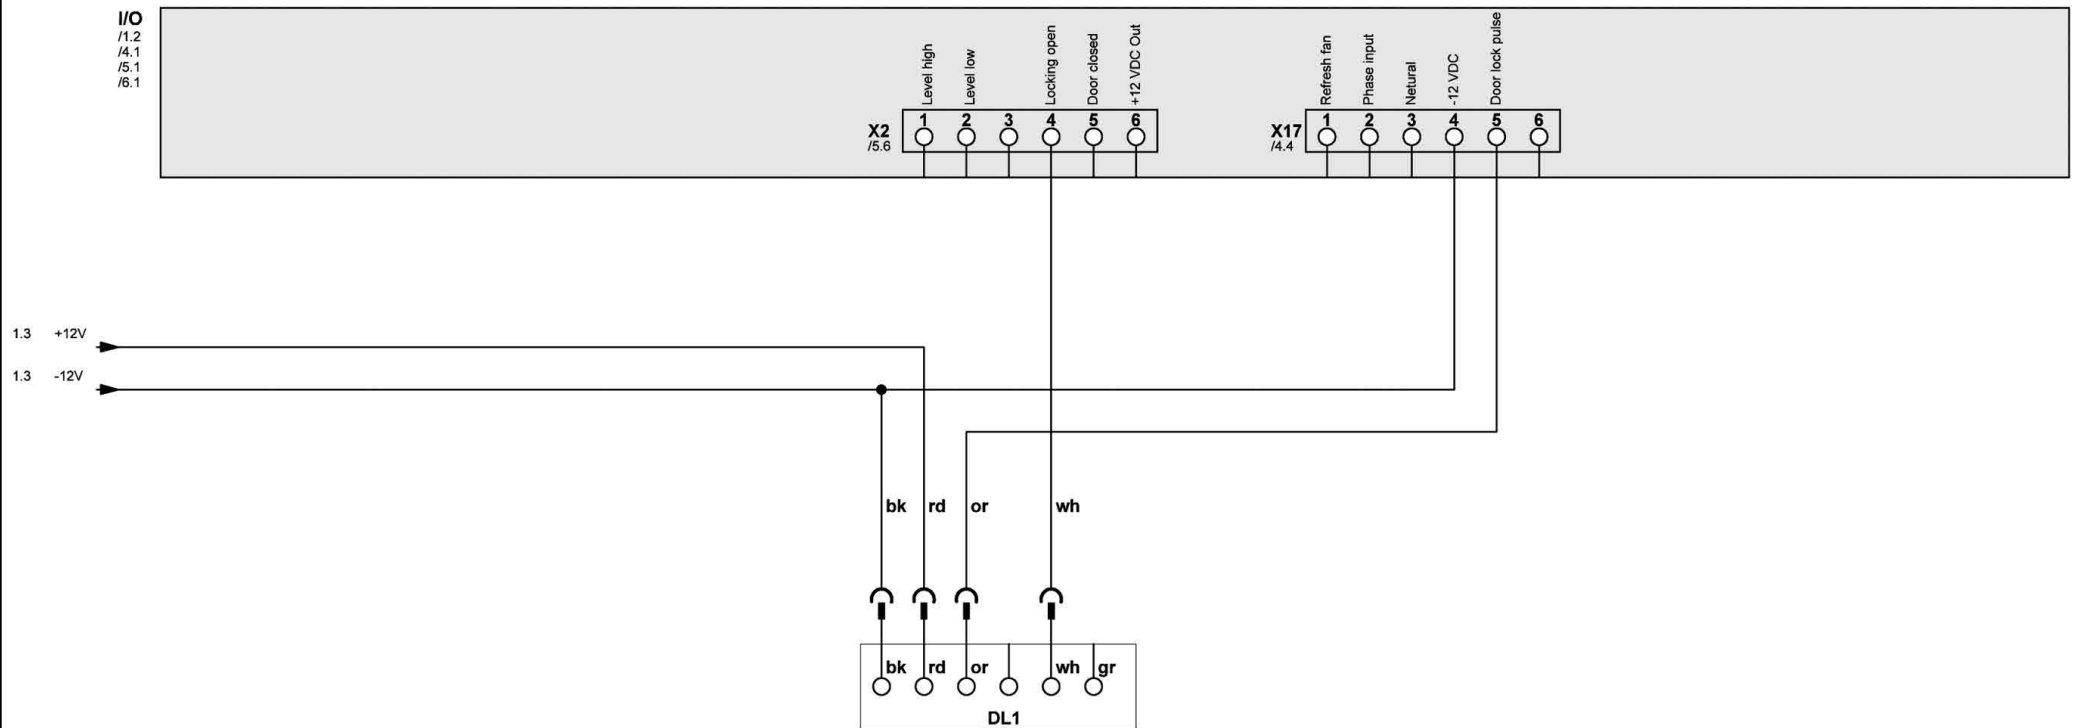 I/O
/1.2
/4.1
/5.1
/6.1
Level high
Level low
Locking open
Door closed
+12 VDC Out
Refresh fan
Phase input
Netural
-12 VDC
Door lock pulse
X2
/5.6
1 2 3 4 5 6
X17
/4.4
1 2 3 4 5 6
1.3 +12V
1.3 -12V
bk rd or wh
bk rd or wh gr
DL1